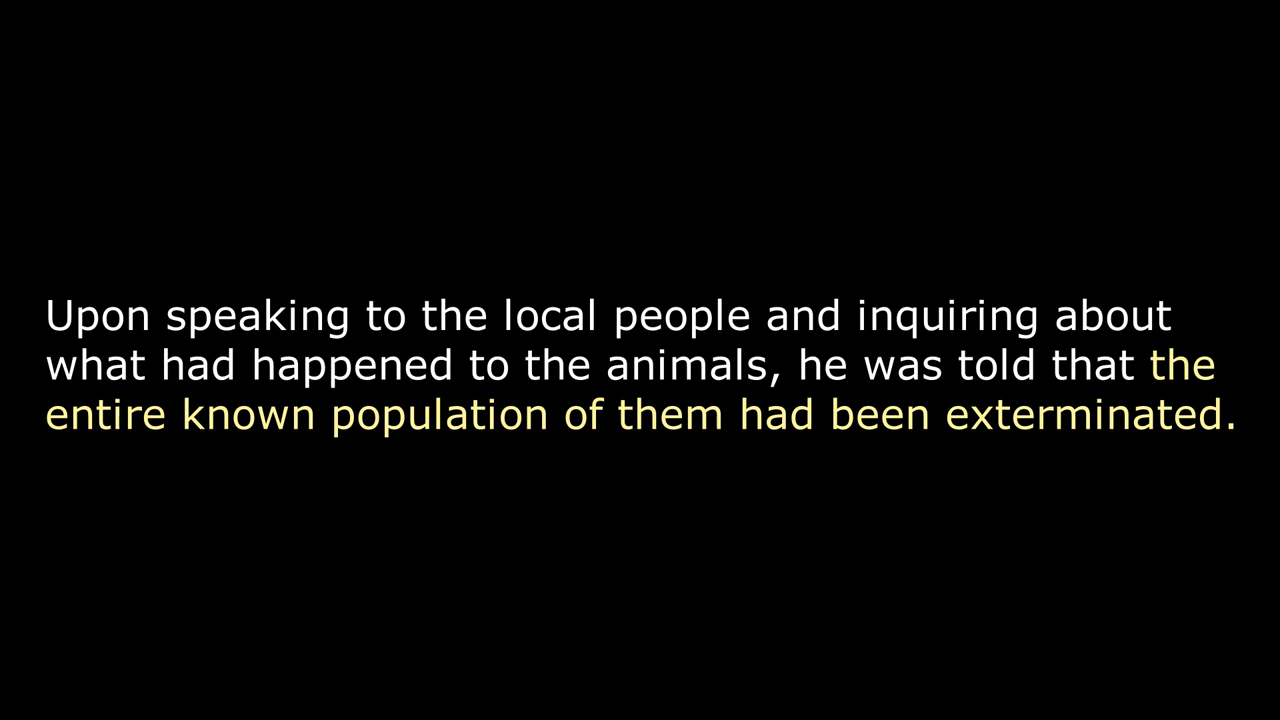 Upon speaking to the local people and inquiring about
what had happened to the animals, he was told that the
entire known population of them had been exterminated.